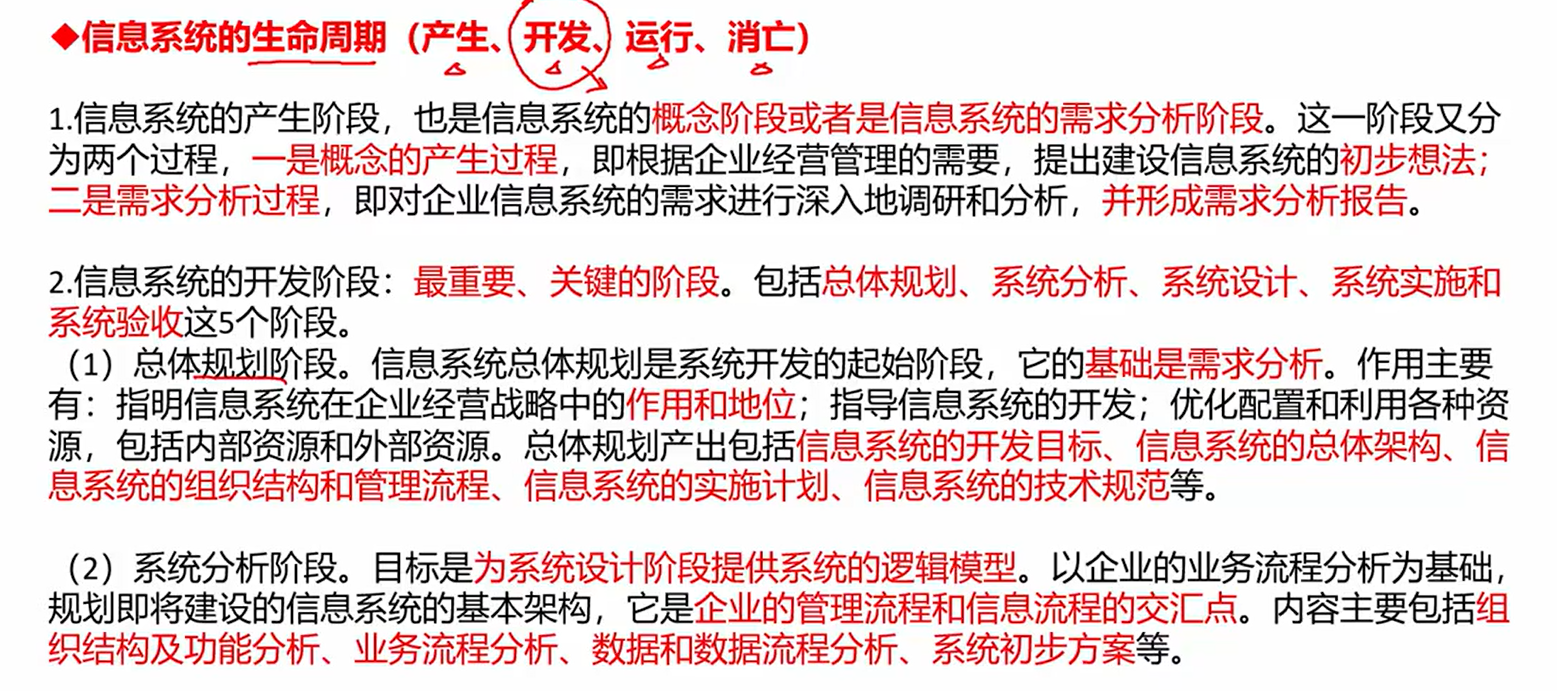 ◆信息系统的生命周期（产生、开发、运行、消亡）
1.信息系统的产生阶段，也是信息系统的概念阶段或者是信息系统的需求分析阶段。这一阶段又分
为两个过程，一是概念的产生过程，即根据企业经营管理的需要，提出建设信息系统的初步想法；
二是需求分析过程，即对企业信息系统的需求进行深入地调研和分析，并形成需求分析报告。
2.信息系统的开发阶段：最重要、关键的阶段。包括总体规划、系统分析、系统设计、系统实施和
系统验收这5个阶段。
（1）总体规划阶段。信息系统总体规划是系统开发的起始阶段，它的基础是需求分析。作用主要
有：指明信息系统在企业经营战略中的作用和地位；指导信息系统的开发；优化配置和利用各种资
源，包括内部资源和外部资源。总体规划产出包括信息系统的开发目标、信息系统的总体架构、信
息系统的组织结构和管理流程、信息系统的实施计划、信息系统的技术规范等。
（2）系统分析阶段。目标是为系统设计阶段提供系统的逻辑模型。以企业的业务流程分析为基础，
规划即将建设的信息系统的基本架构，它是企业的管理流程和信息流程的交汇点。内容主要包括组
织结构及功能分析、业务流程分析、数据和数据流程分析、系统初步方案等。